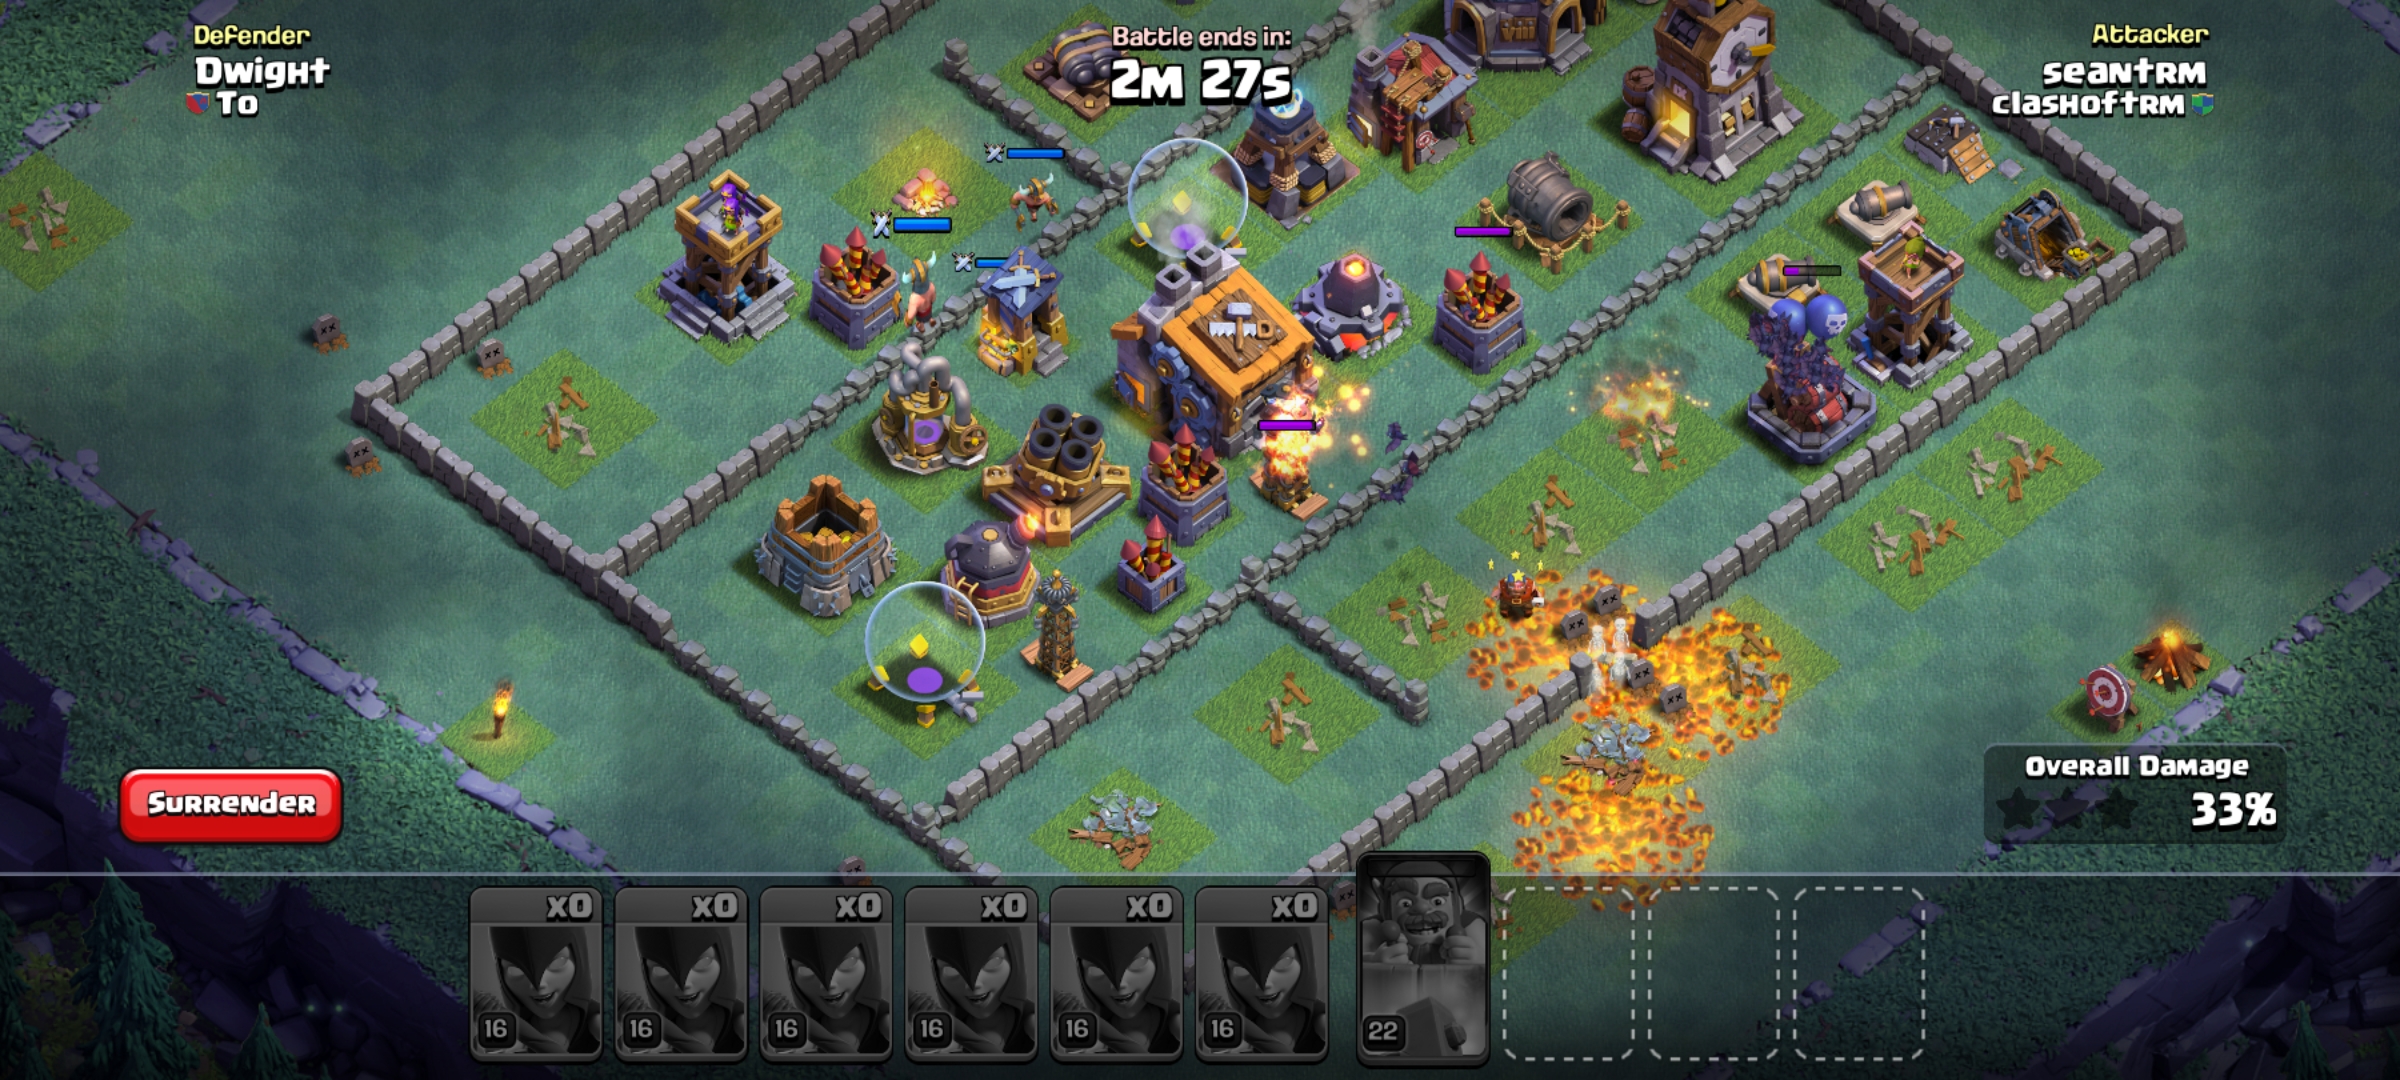 Defender
Dwight
To
Battle ends in:
2M 27s
Attacker
seantRM
clashoftRM
VIII
Surrender
Overall Damage
33%
x0
x0
x0
x0
x0
x0
16
16
16
16
16
16
22